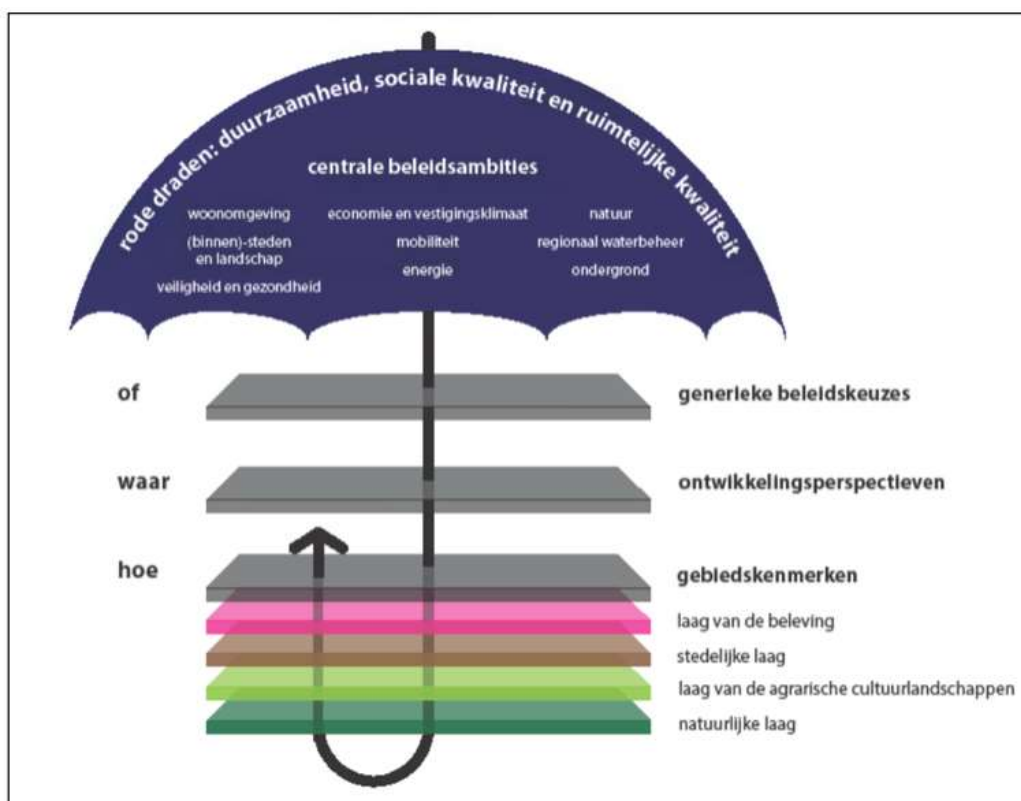 rode draden: duurzaamheid, sociale kwaliteit en ruimtelijke kwaliteit
centrale beleidsambities
woonomgeving
(binnen)-steden
en landschap
veiligheid en gezondheid
economie en vestigingsklimaat
mobiliteit
energie
natuur
regionaal waterbeheer
ondergrond
of
generieke beleidskeuzes
waar
ontwikkelingsperspectieven
hoe
gebiedskenmerken
laag van de beleving
stedelijke laag
laag van de agrarische cultuurlandschappen
natuurlijke laag